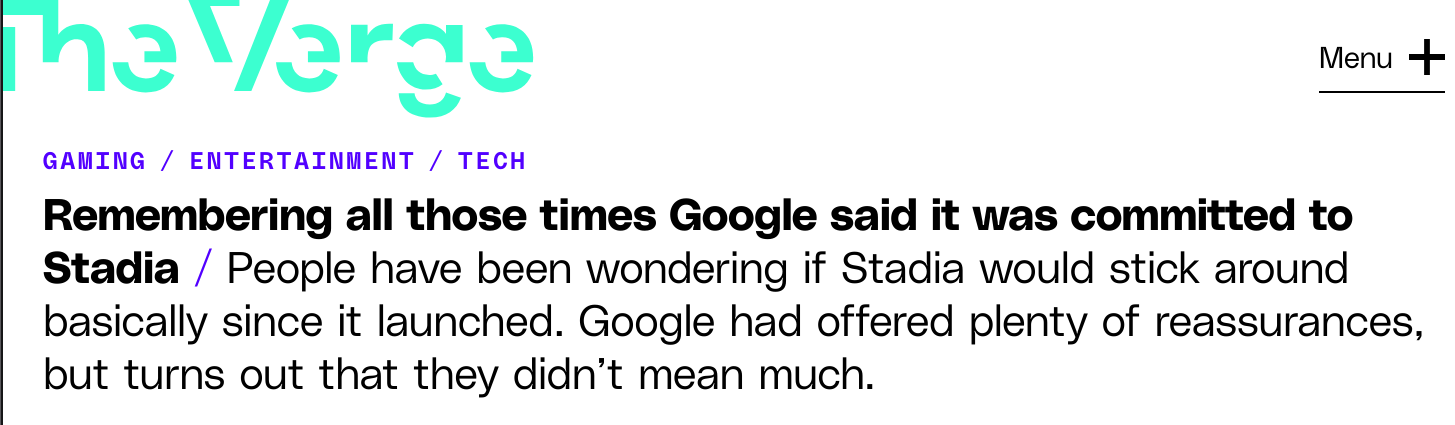 The Verge
Menu
GAMING / ENTERTAINMENT / TECH
Remembering all those times Google said it was committed to
Stadia / People have been wondering if Stadia would stick around
basically since it launched. Google had offered plenty of reassurances,
but turns out that they didn’t mean much.